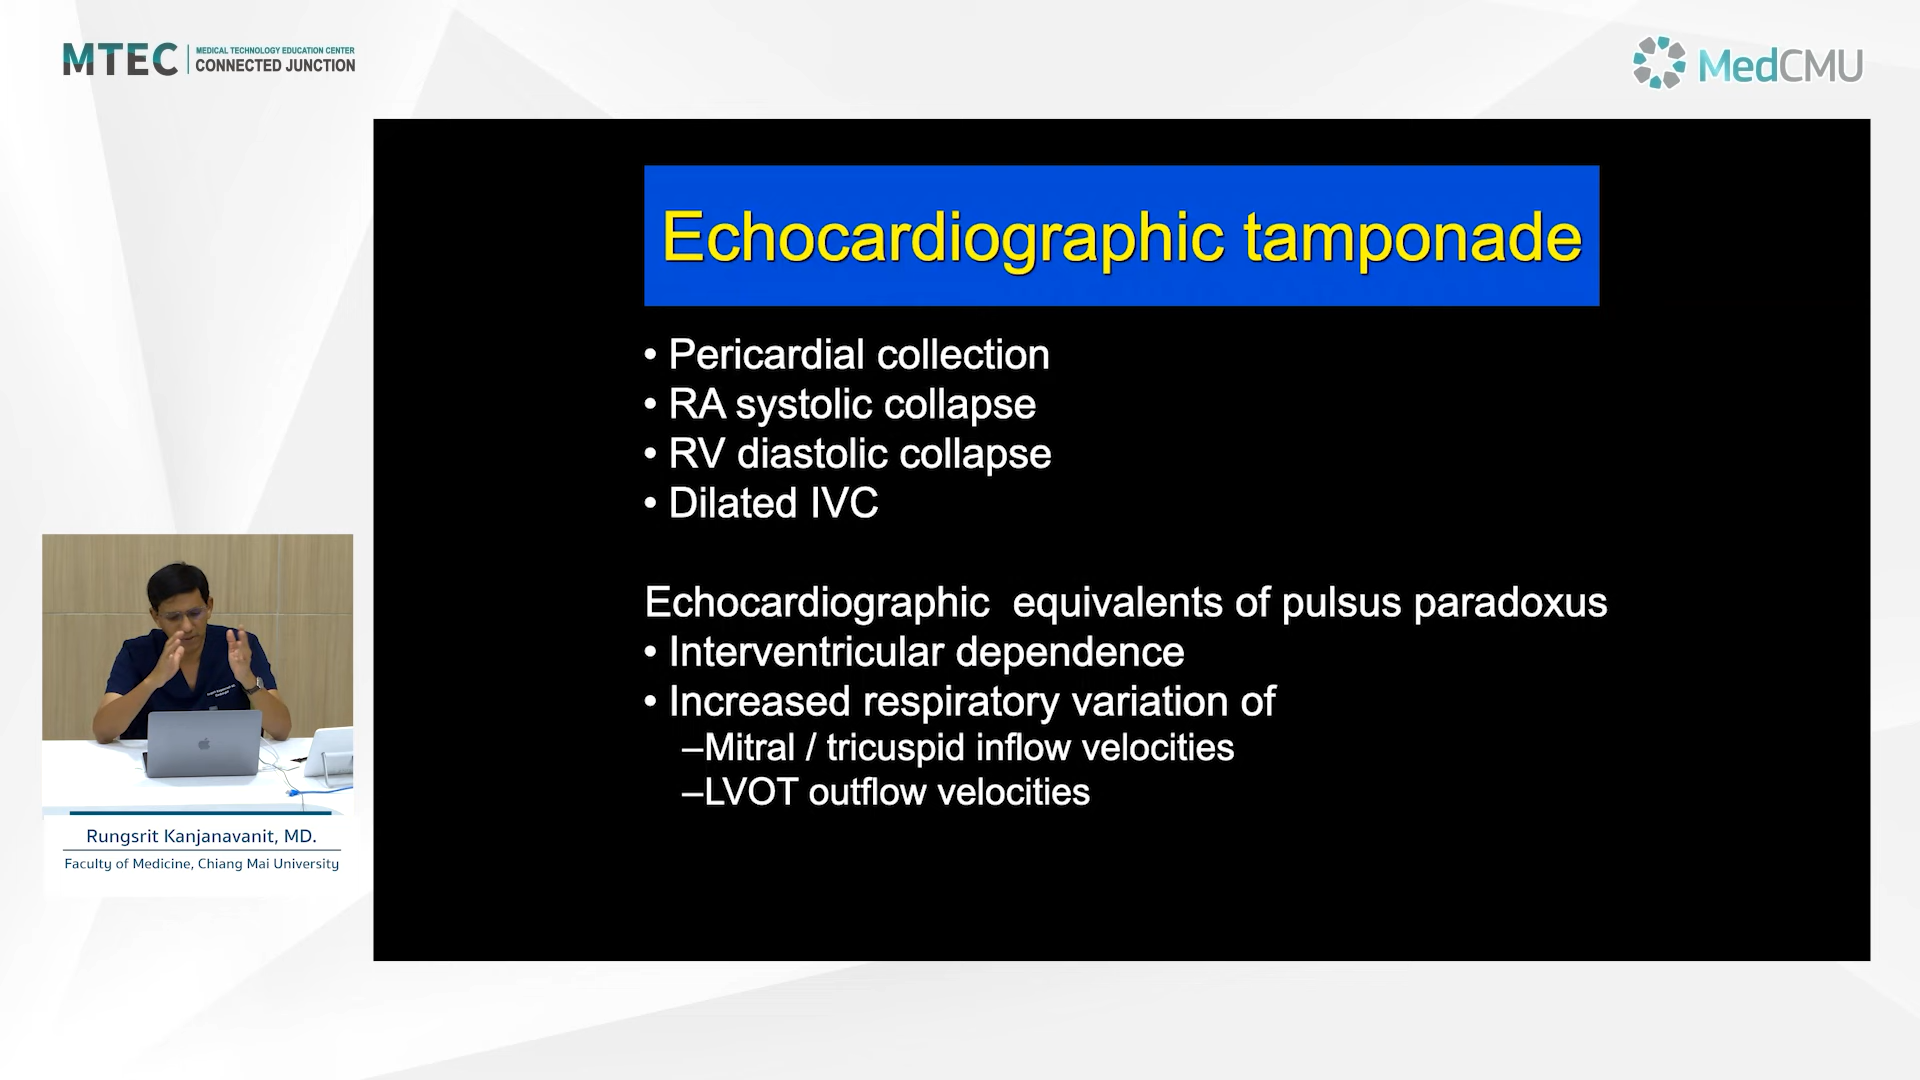 MTEC
MEDICAL TECHNOLOGY EDUCATION CENTER
CONNECTED JUNCTION
MedCMU
Echocardiographic tamponade
• Pericardial collection
• RA systolic collapse
• RV diastolic collapse
• Dilated IVC
Echocardiographic equivalents of pulsus paradoxus
• Interventricular dependence
• Increased respiratory variation of
–Mitral / tricuspid inflow velocities
–LVOT outflow velocities
Rungsrit Kanjanavanit, MD.
Faculty of Medicine, Chiang Mai University